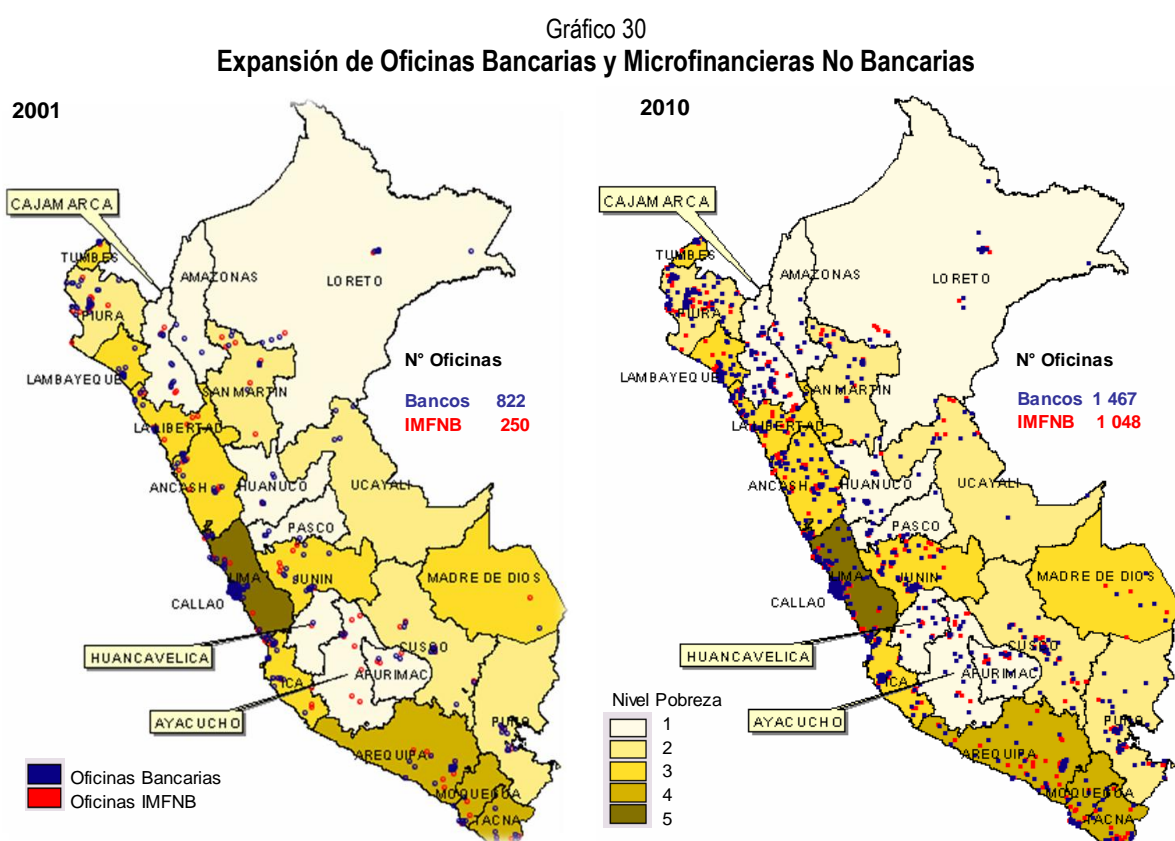 Gráfico 30
Expansión de Oficinas Bancarias y Microfinancieras No Bancarias
2001
CAJAMARCA
TUMBES
AMAZONAS
LORETO
PIURA
LAMBAYEQUE
SAN MARTIN
N° Oficinas
Bancos 822
IMFNB 250
LA LIBERTAD
ANCASH
HUANUCO
UCAYALI
PASCO
LIMA
JUNIN
MADRE DE DIOS
CALLAO
HUANCAVELICA
CUSCO
APURIMAC
ICA
AYACUCHO
PUNO
AREQUIPA
MOQUEGUA
TACNA
Oficinas Bancarias
Oficinas IMFNB
2010
CAJAMARCA
TUMBES
AMAZONAS
LORETO
PIURA
LAMBAYEQUE
SAN MARTIN
N° Oficinas
Bancos 1 467
IMFNB 1 048
LA LIBERTAD
ANCASH
HUANUCO
UCAYALI
PASCO
LIMA
JUNIN
MADRE DE DIOS
CALLAO
HUANCAVELICA
CUSCO
APURIMAC
ICA
AYACUCHO
PUNO
AREQUIPA
MOQUEGUA
TACNA
Nivel Pobreza
1
2
3
4
5